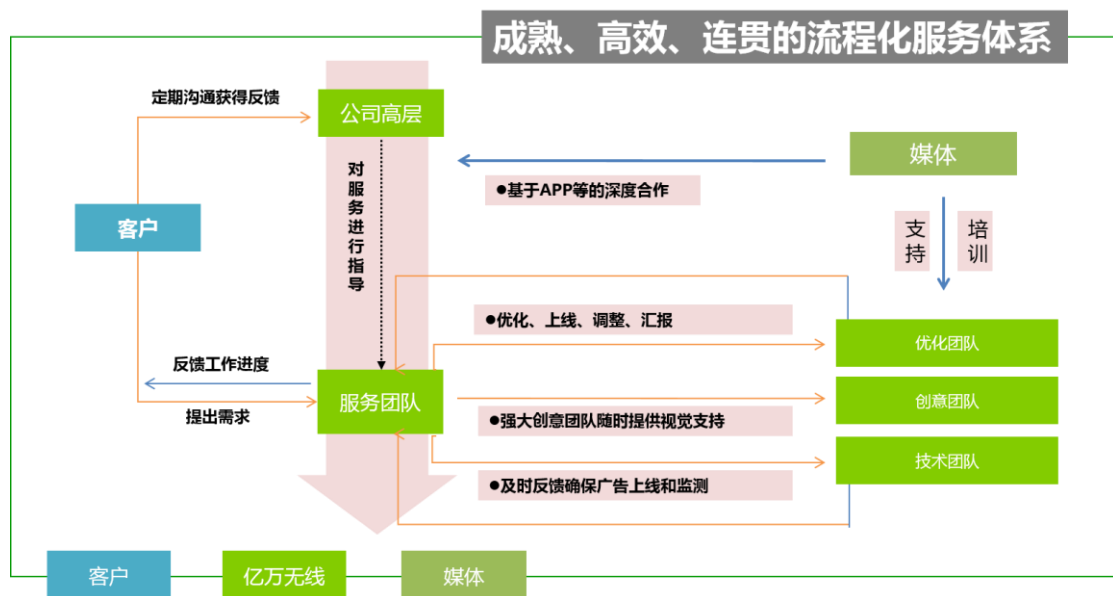 成熟、高效、连贯的流程化服务体系
定期沟通获得反馈
公司高层
媒体
对服务进行指导
●基于APP等的深度合作
支持
培训
客户
●优化、上线、调整、汇报
优化团队
反馈工作进度
服务团队
创意团队
提出需求
●强大创意团队随时提供视觉支持
技术团队
●及时反馈确保广告上线和监测
客户
亿万无线
媒体